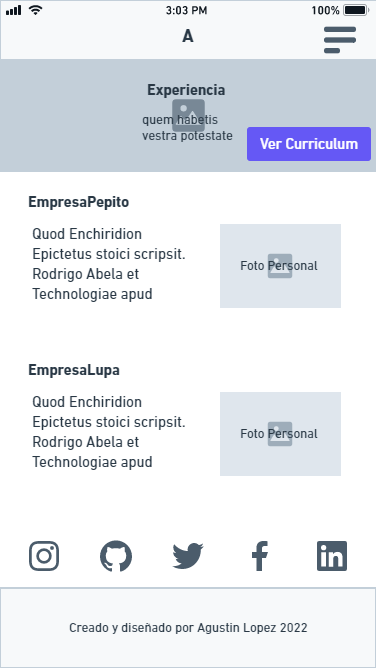 3:03 PM
100%
A
Experiencia
quem habetis
vestra potestate
Ver Curriculum
EmpresaPepito
Quod Enchiridion
Epictetus stoici scripsit.
Rodrigo Abela et
Technologiae apud
Foto Personal
EmpresaLupa
Quod Enchiridion
Epictetus stoici scripsit.
Rodrigo Abela et
Technologiae apud
Foto Personal
Creado y diseñado por Agustin Lopez 2022